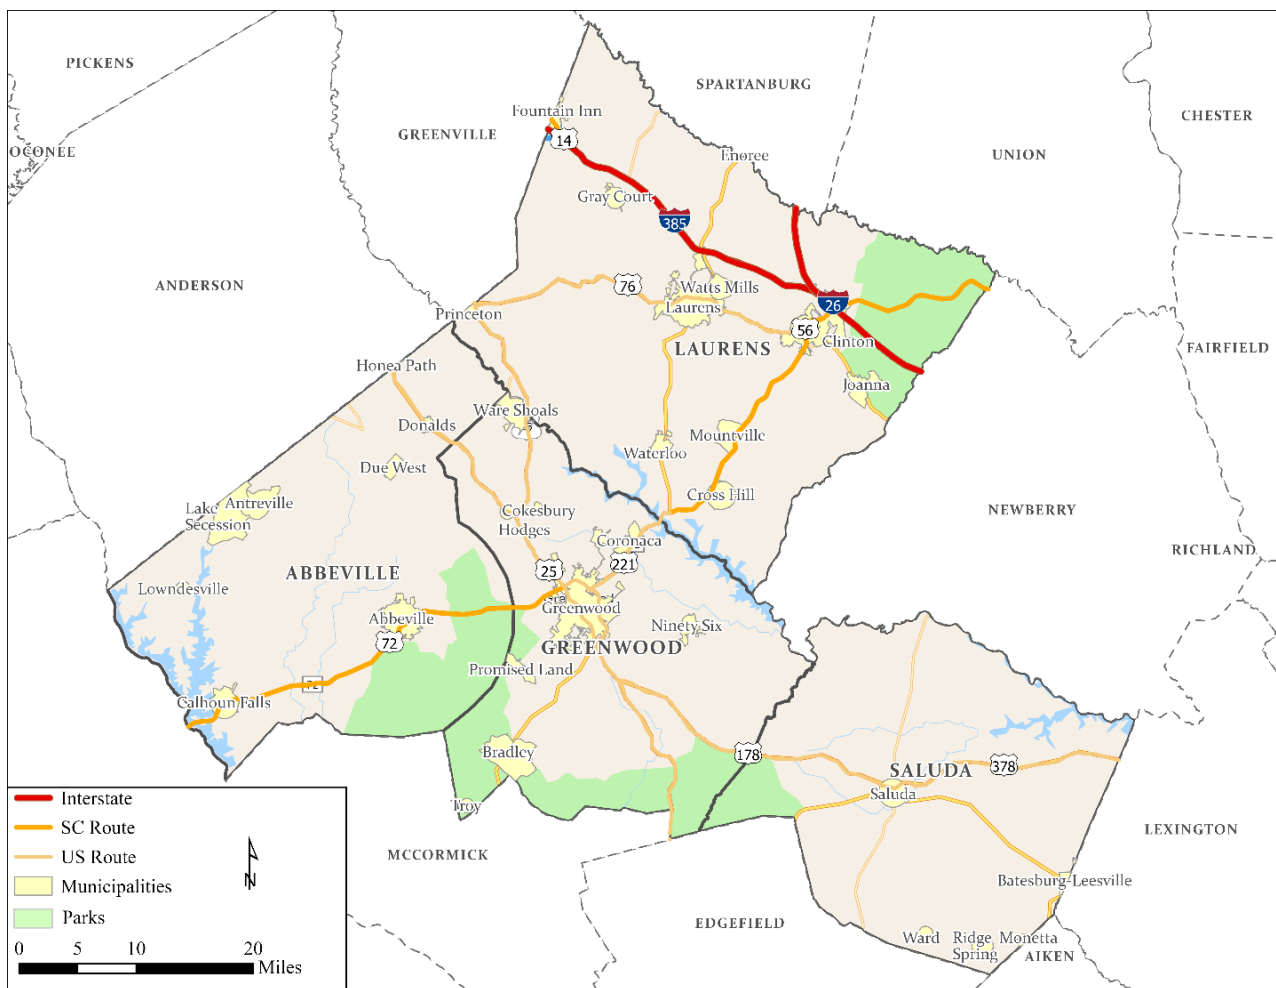 PICKENS
SPARTANBURG
CHESTER
Fountain Inn
GREENVILLE
14
OCONEE
Enoree
UNION
Gray Court
385
ANDERSON
76
Watts Mills
Laurens
26
Princeton
56
LAURENS
Clinton
FAIRFIELD
Honea Path
Joanna
Ware Shoals
Donalds
Mountville
Waterloo
Due West
Cross Hill
Lake
Secession
Antreville
Cokesbury
Hodges
NEWBERRY
Coronaca
RICHLAND
221
25
ABBEVILLE
Lowndesville
Greenwood
Abbeville
Ninety Six
72
GREENWOOD
Promised Land
72
Calhoun Falls
Bradley
178
SALUDA
378
Saluda
Troy
LEXINGTON
MCCORMICK
Batesburg-Leesville
EDGEFIELD
Ward
Ridge
Spring
Monetta
AIKEN
Interstate
SC Route
US Route
Municipalities
Parks
N
0 5 10 20
Miles